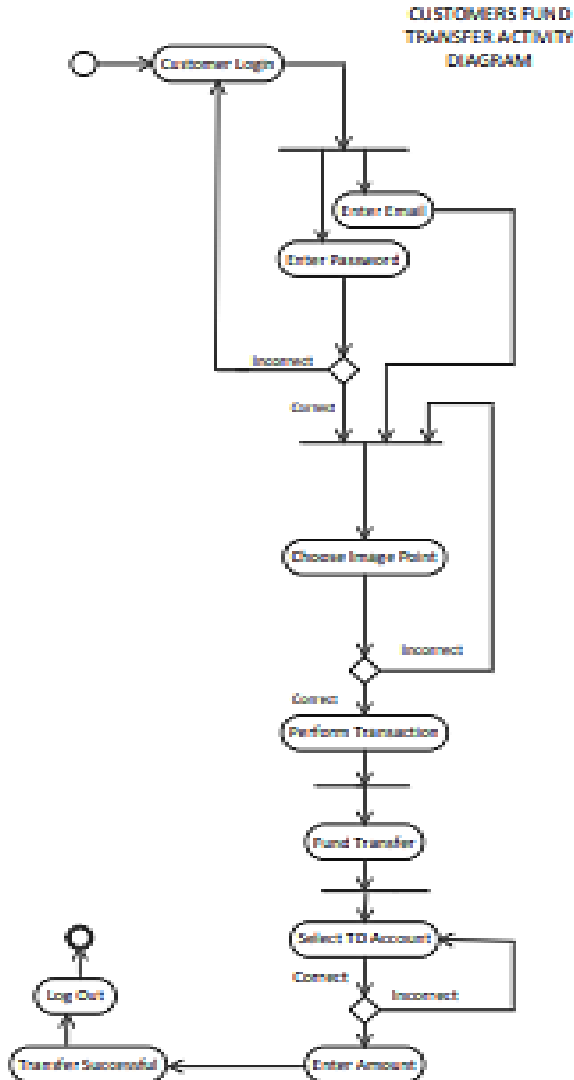 CUSTOMERS FUND
TRANSFER ACTIVITY
DIAGRAM
Customer Login
Enter Email
Enter Password
Incorrect
Correct
Choose Image Point
Incorrect
Correct
Perform Transaction
Fund Transfer
Select TO Account
Correct
Incorrect
Log Out
Transfer Successful
Enter Amount